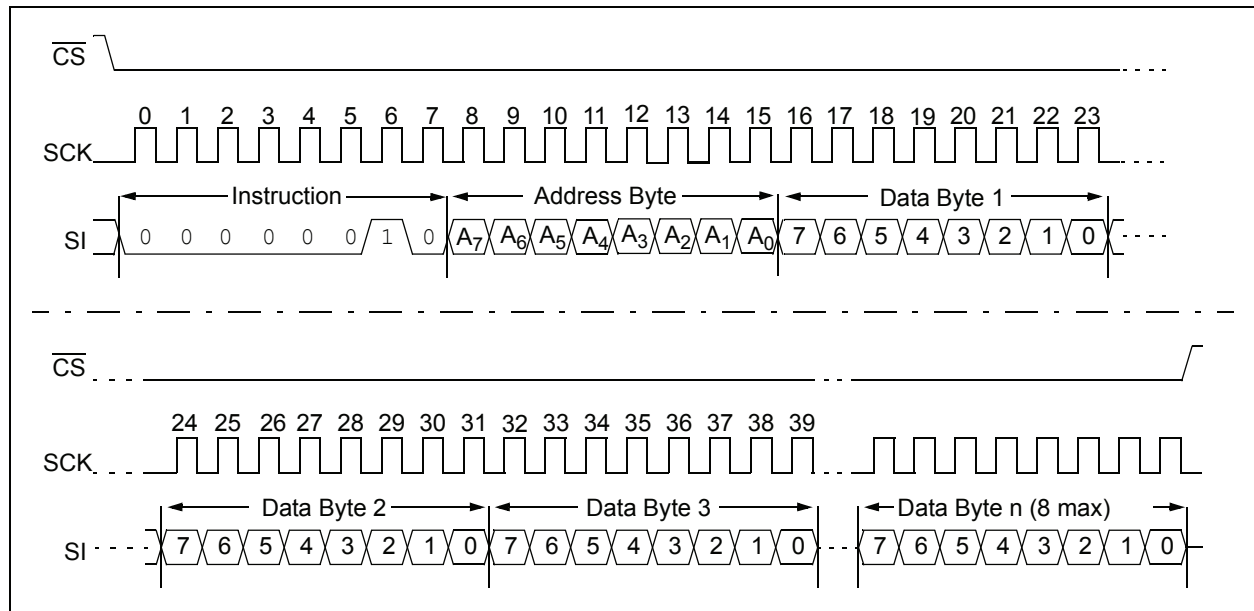 CS
0 1 2 3 4 5 6 7 8 9 10 11 12 13 14 15 16 17 18 19 20 21 22 23
SCK
Instruction Address Byte Data Byte 1
SI 0 0 0 0 0 0 1 0 A7 A6 A5 A4 A3 A2 A1 A0 7 6 5 4 3 2 1 0
CS
24 25 26 27 28 29 30 31 32 33 34 35 36 37 38 39
SCK
Data Byte 2 Data Byte 3 Data Byte n (8 max)
SI 7 6 5 4 3 2 1 0 7 6 5 4 3 2 1 0 7 6 5 4 3 2 1 0